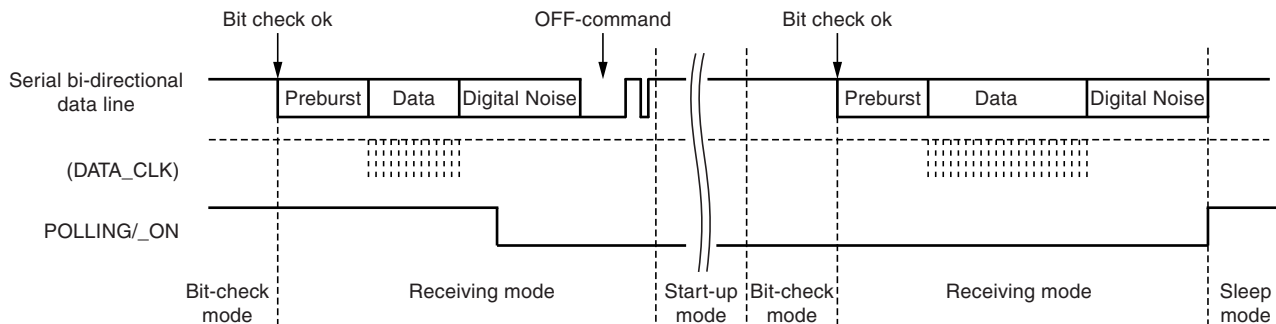 Bit check ok
OFF-command
Bit check ok
Serial bi-directional
data line
Preburst
Data
Digital Noise
Preburst
Data
Digital Noise
(DATA_CLK)
POLLING/_ON
Bit-check
mode
Receiving mode
Start-up
mode
Bit-check
mode
Receiving mode
Sleep
mode